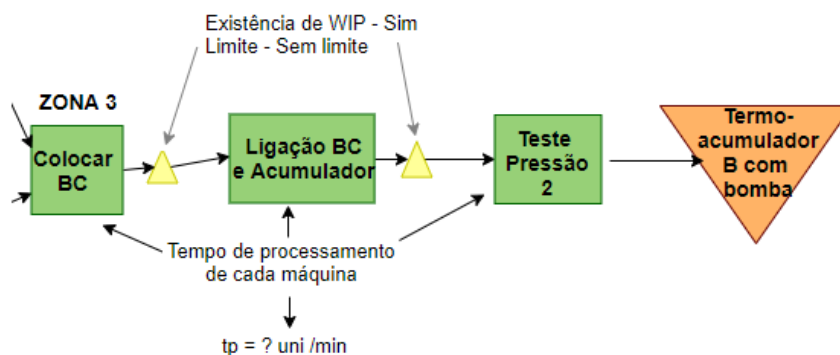 Existência de WIP - Sim
Limite - Sem limite
ZONA 3
Colocar
BC
Ligação BC
e Acumulador
Teste
Pressão
2
Termo-
acumulador
B com
bomba
Tempo de processamento
de cada máquina
tp = ? uni /min